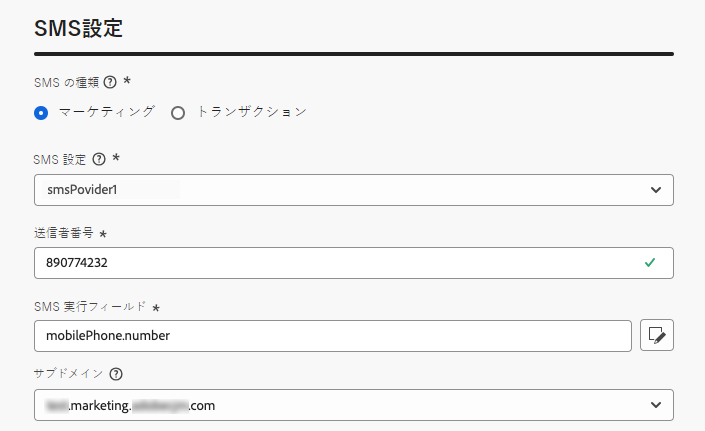 SMS設定
SMS の種類 ? *
マーケティング トランザクション
SMS 設定 ? *
smsPovider1
送信者番号 *
890774232
SMS 実行フィールド *
mobilePhone.number
サブドメイン ?
.marketing. .com